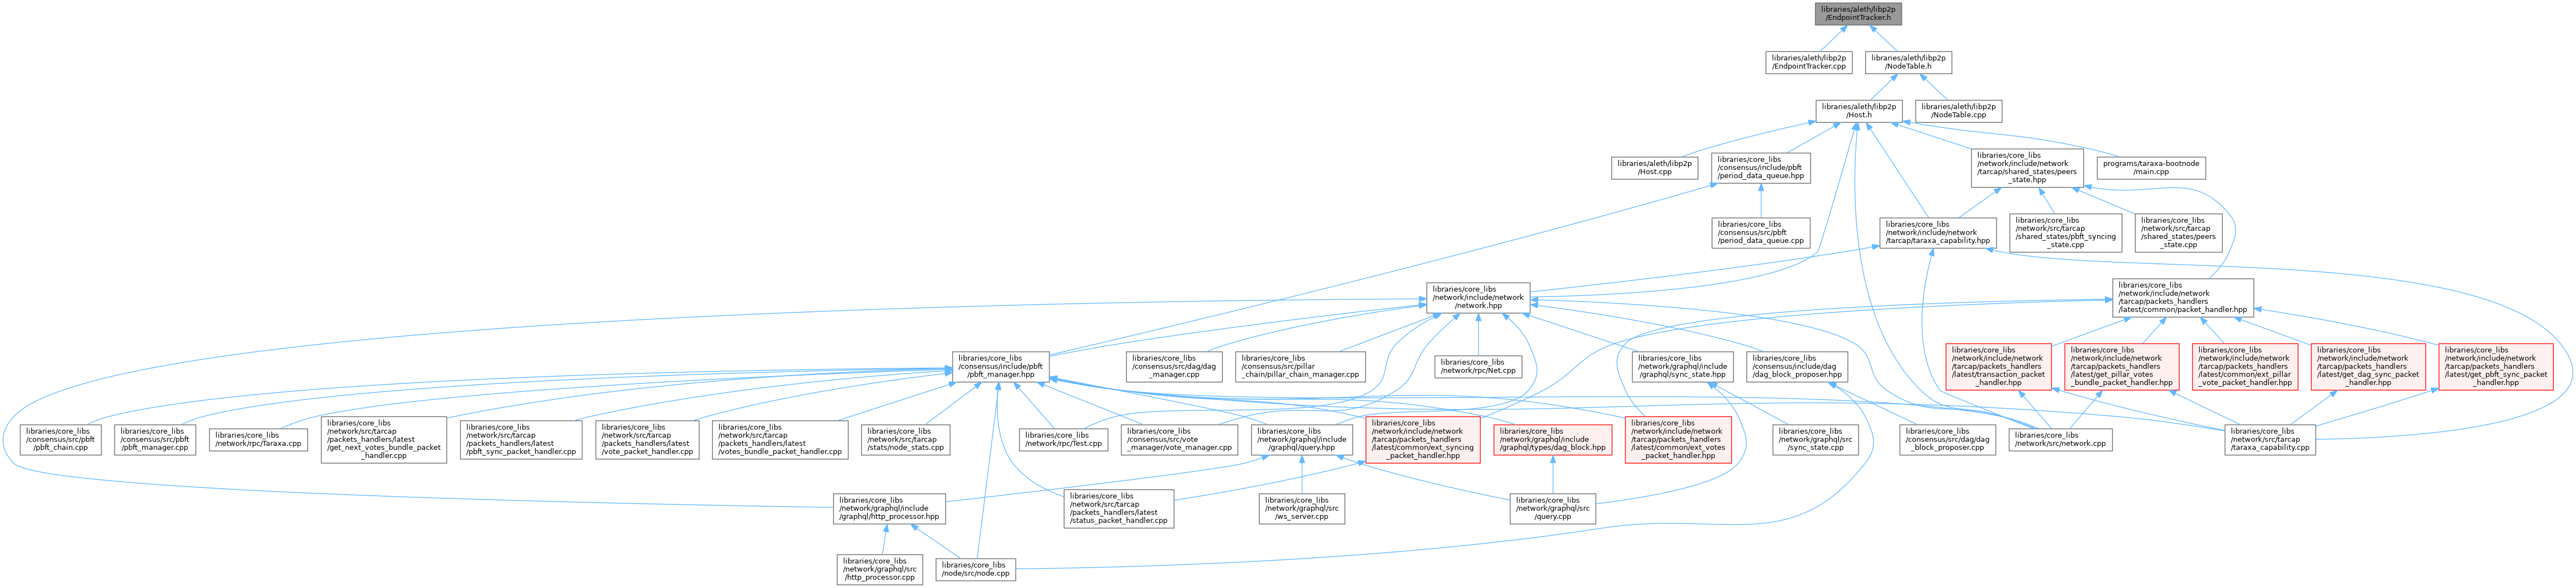 libraries/aleth/libp2p
/EndpointTracker.h
libraries/aleth/libp2p
/EndpointTracker.cpp
libraries/aleth/libp2p
/NodeTable.h
libraries/aleth/libp2p
/Host.h
libraries/aleth/libp2p
/NodeTable.cpp
libraries/aleth/libp2p
/Host.cpp
libraries/core_libs
/consensus/include/pbft
/period_data_queue.hpp
libraries/core_libs
/network/include/network
/tarcap/shared_states/peers
_state.hpp
programs/taraxa-bootnode
/main.cpp
libraries/core_libs
/consensus/src/pbft
/period_data_queue.cpp
libraries/core_libs
/network/include/network
/tarcap/taraxa_capability.hpp
libraries/core_libs
/network/src/tarcap
/shared_states/pbft_syncing
_state.cpp
libraries/core_libs
/network/src/tarcap
/shared_states/peers
_state.cpp
libraries/core_libs
/network/include/network
/network.hpp
libraries/core_libs
/network/include/network
/tarcap/packets_handlers
/latest/common/packet_handler.hpp
libraries/core_libs
/consensus/include/pbft
/pbft_manager.hpp
libraries/core_libs
/consensus/src/dag/dag
_manager.cpp
libraries/core_libs
/consensus/src/pillar
_chain/pillar_chain_manager.cpp
libraries/core_libs
/network/rpc/Net.cpp
libraries/core_libs
/network/graphql/include
/graphql/sync_state.hpp
libraries/core_libs
/consensus/include/dag
/dag_block_proposer.hpp
libraries/core_libs
/network/include/network
/tarcap/packets_handlers
/latest/transaction_packet
_handler.hpp
libraries/core_libs
/network/include/network
/tarcap/packets_handlers
/latest/get_pillar_votes
_bundle_packet_handler.hpp
libraries/core_libs
/network/include/network
/tarcap/packets_handlers
/latest/common/ext_pillar
_vote_packet_handler.hpp
libraries/core_libs
/network/include/network
/tarcap/packets_handlers
/latest/get_dag_sync_packet
_handler.hpp
libraries/core_libs
/network/include/network
/tarcap/packets_handlers
/latest/get_pbft_sync_packet
_handler.hpp
libraries/core_libs
/consensus/src/pbft
/pbft_chain.cpp
libraries/core_libs
/consensus/src/pbft
/pbft_manager.cpp
libraries/core_libs
/network/rpc/Taraxa.cpp
libraries/core_libs
/network/src/tarcap
/packets_handlers/latest
/get_next_votes_bundle_packet
_handler.cpp
libraries/core_libs
/network/src/tarcap
/packets_handlers/latest
/pbft_sync_packet_handler.cpp
libraries/core_libs
/network/src/tarcap
/packets_handlers/latest
/vote_packet_handler.cpp
libraries/core_libs
/network/src/tarcap
/packets_handlers/latest
/votes_bundle_packet_handler.cpp
libraries/core_libs
/network/src/tarcap
/stats/node_stats.cpp
libraries/core_libs
/network/rpc/Test.cpp
libraries/core_libs
/consensus/src/vote
_manager/vote_manager.cpp
libraries/core_libs
/network/graphql/include
/graphql/query.hpp
libraries/core_libs
/network/include/network
/tarcap/packets_handlers
/latest/common/ext_syncing
_packet_handler.hpp
libraries/core_libs
/network/graphql/include
/graphql/types/dag_block.hpp
libraries/core_libs
/network/include/network
/tarcap/packets_handlers
/latest/common/ext_votes
_packet_handler.hpp
libraries/core_libs
/network/graphql/src
/sync_state.cpp
libraries/core_libs
/consensus/src/dag/dag
_block_proposer.cpp
libraries/core_libs
/network/src/network.cpp
libraries/core_libs
/network/src/tarcap
/taraxa_capability.cpp
libraries/core_libs
/network/graphql/include
/graphql/http_processor.hpp
libraries/core_libs
/network/src/tarcap
/packets_handlers/latest
/status_packet_handler.cpp
libraries/core_libs
/network/graphql/src
/ws_server.cpp
libraries/core_libs
/network/graphql/src
/query.cpp
libraries/core_libs
/network/graphql/src
/http_processor.cpp
libraries/core_libs
/node/src/node.cpp